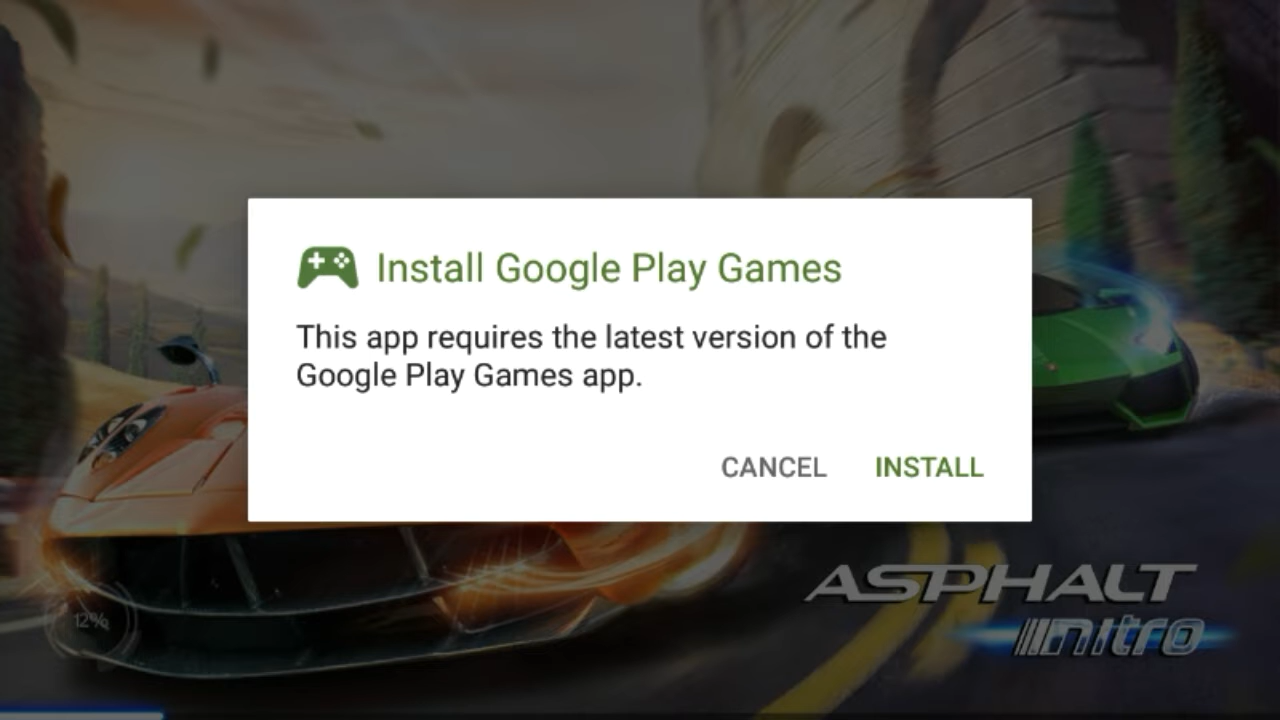 Install Google Play Games
This app requires the latest version of the
Google Play Games app.
CANCEL INSTALL
ASPHALT
nitro
12%